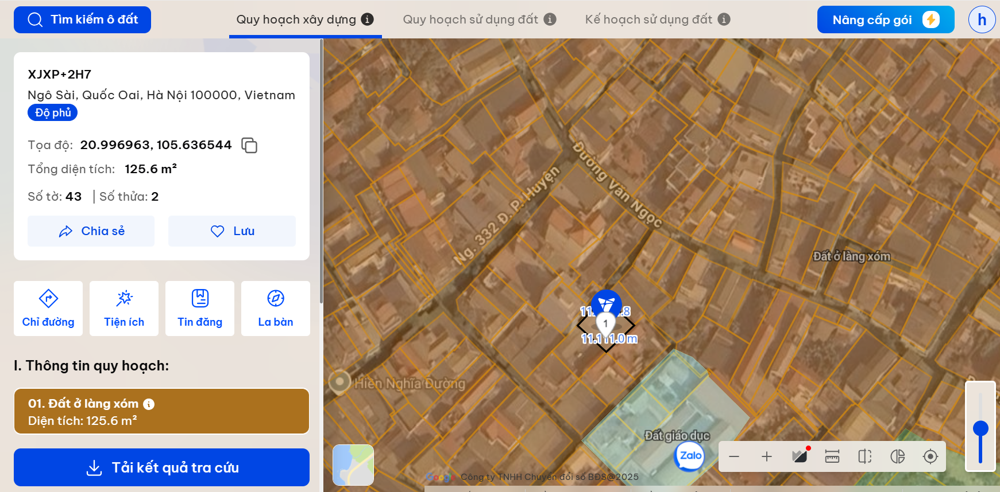 Tìm kiếm ô đất
Quy hoạch xây dựng
Quy hoạch sử dụng đất
Kế hoạch sử dụng đất
Nâng cấp gói
h
XJXP+2H7
Ngô Sài, Quốc Oai, Hà Nội 100000, Vietnam
Độ phủ
Tọa độ: 20.996963, 105.636544
Tổng diện tích: 125.6 m²
Số tờ: 43 | Số thửa: 2
Chia sẻ
Lưu
Chỉ đường
Tiện ích
Tin đăng
La bàn
I. Thông tin quy hoạch:
01. Đất ở làng xóm
Diện tích: 125.6 m²
Tải kết quả tra cứu
Đường Văn Ngọc
Ng. 332 Đ. P. Huyện
Đất ở làng xóm
1
Hiền Nghĩa Đường
Đất giáo dục
Zalo
Google
Công ty TNHH Chuyển đổi số BĐS@2025